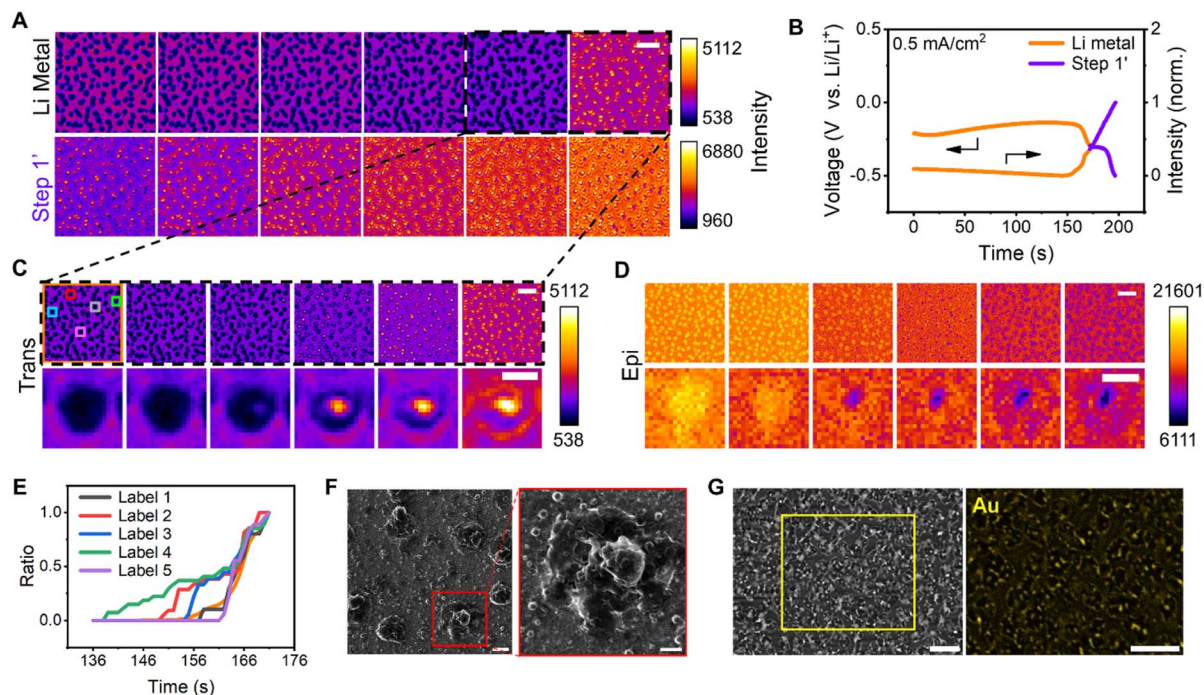 A
Li Metal
5112
538
Step 1'
6880
960
Intensity
B
0.5 mA/cm²
Li metal
Step 1'
Voltage (V vs. Li/Li⁺)
0.5
0.0
-0.5
Intensity (norm.)
2
1
0
0 50 100 150 200
Time (s)
C
Trans
5112
538
D
Epi
21601
6111
E
Label 1
Label 2
Label 3
Label 4
Label 5
Ratio
1.0
0.5
0.0
136 146 156 166 176
Time (s)
F
G
Au